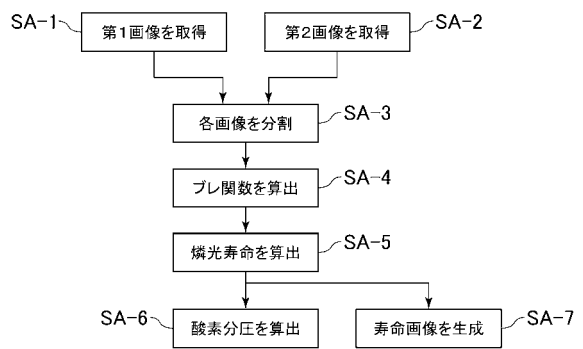 SA-1
第1画像を取得
第2画像を取得
SA-2
各画像を分割
SA-3
ブレ関数を算出
SA-4
燐光寿命を算出
SA-5
SA-6
酸素分圧を算出
寿命画像を生成
SA-7